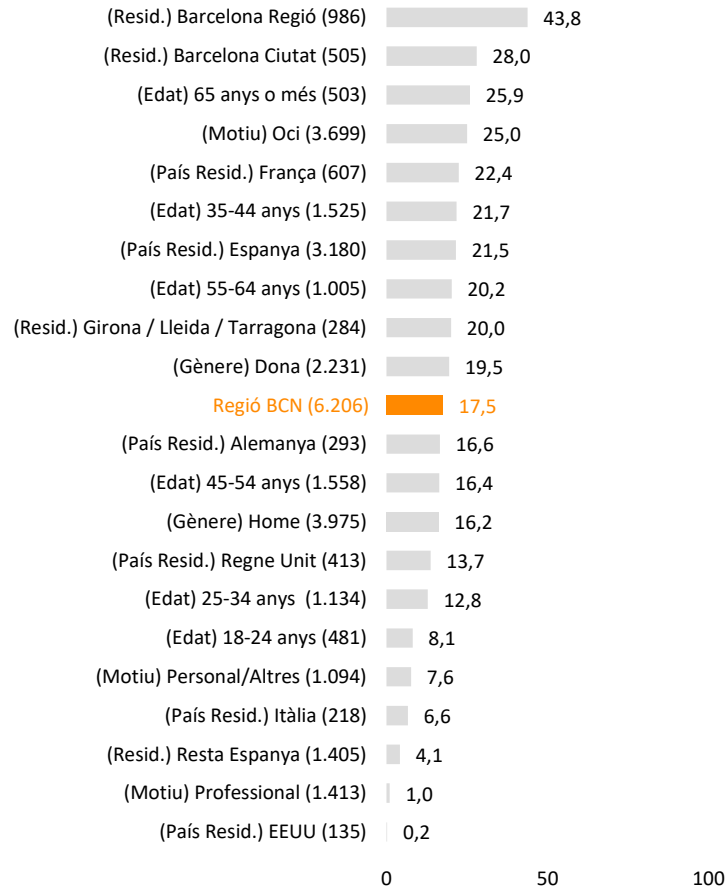 (Resid.) Barcelona Regió (986) 43,8
(Resid.) Barcelona Ciutat (505) 28,0
(Edat) 65 anys o més (503) 25,9
(Motiu) Oci (3.699) 25,0
(País Resid.) França (607) 22,4
(Edat) 35-44 anys (1.525) 21,7
(País Resid.) Espanya (3.180) 21,5
(Edat) 55-64 anys (1.005) 20,2
(Resid.) Girona / Lleida / Tarragona (284) 20,0
(Gènere) Dona (2.231) 19,5
Regió BCN (6.206) 17,5
(País Resid.) Alemanya (293) 16,6
(Edat) 45-54 anys (1.558) 16,4
(Gènere) Home (3.975) 16,2
(País Resid.) Regne Unit (413) 13,7
(Edat) 25-34 anys (1.134) 12,8
(Edat) 18-24 anys (481) 8,1
(Motiu) Personal/Altres (1.094) 7,6
(País Resid.) Itàlia (218) 6,6
(Resid.) Resta Espanya (1.405) 4,1
(Motiu) Professional (1.413) 1,0
(País Resid.) EEUU (135) 0,2
0 50 100